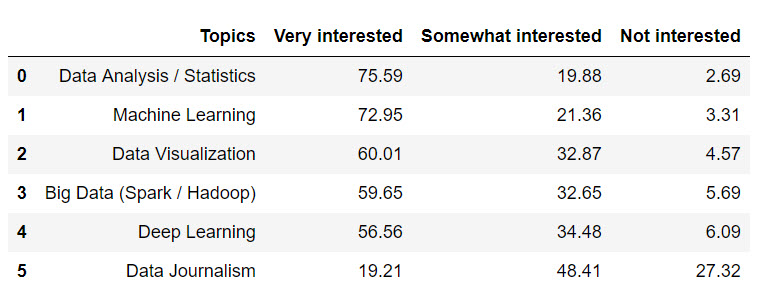 Topics Very interested Somewhat interested Not interested
0 Data Analysis / Statistics 75.59 19.88 2.69
1 Machine Learning 72.95 21.36 3.31
2 Data Visualization 60.01 32.87 4.57
3 Big Data (Spark / Hadoop) 59.65 32.65 5.69
4 Deep Learning 56.56 34.48 6.09
5 Data Journalism 19.21 48.41 27.32